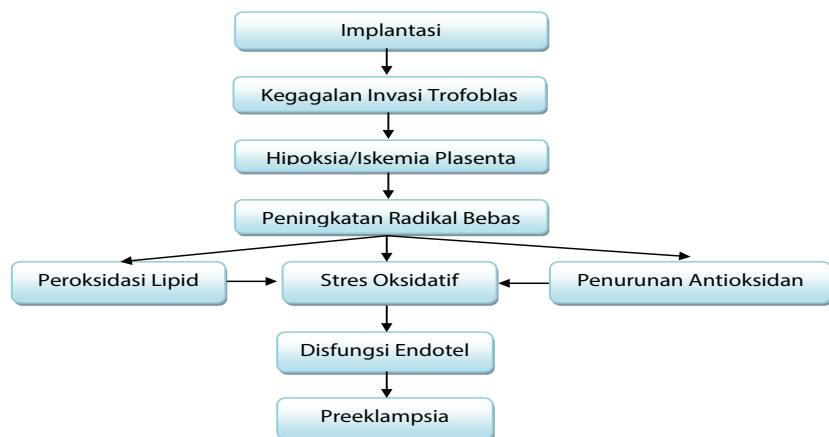 Implantasi
Kegagalan Invasi Trofoblas
Hipoksia/Iskemia Plasenta
Peningkatan Radikal Bebas
Peroksidasi Lipid
Stres Oksidatif
Penurunan Antioksidan
Disfungsi Endotel
Preeklampsia